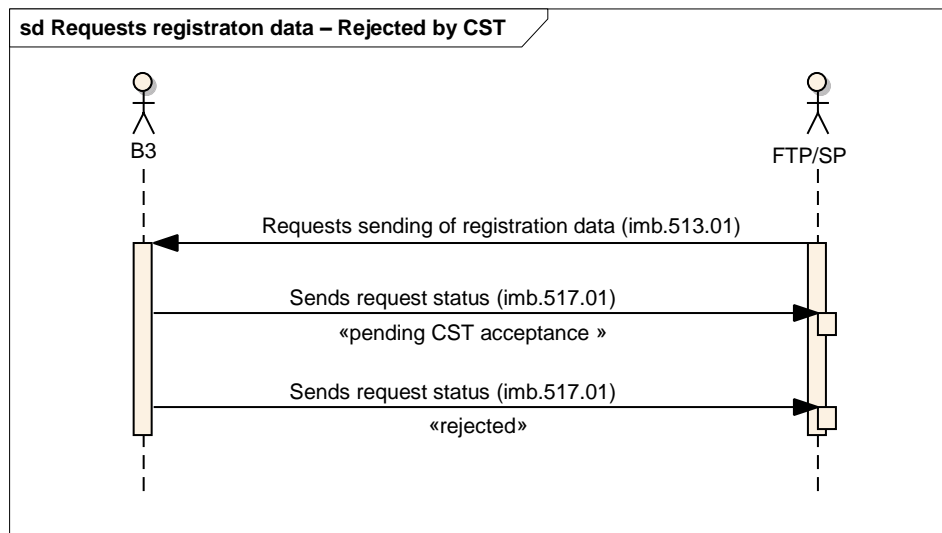 sd Requests registraton data – Rejected by CST
B3
FTP/SP
Requests sending of registration data (imb.513.01)
Sends request status (imb.517.01)
«pending CST acceptance »
Sends request status (imb.517.01)
«rejected»